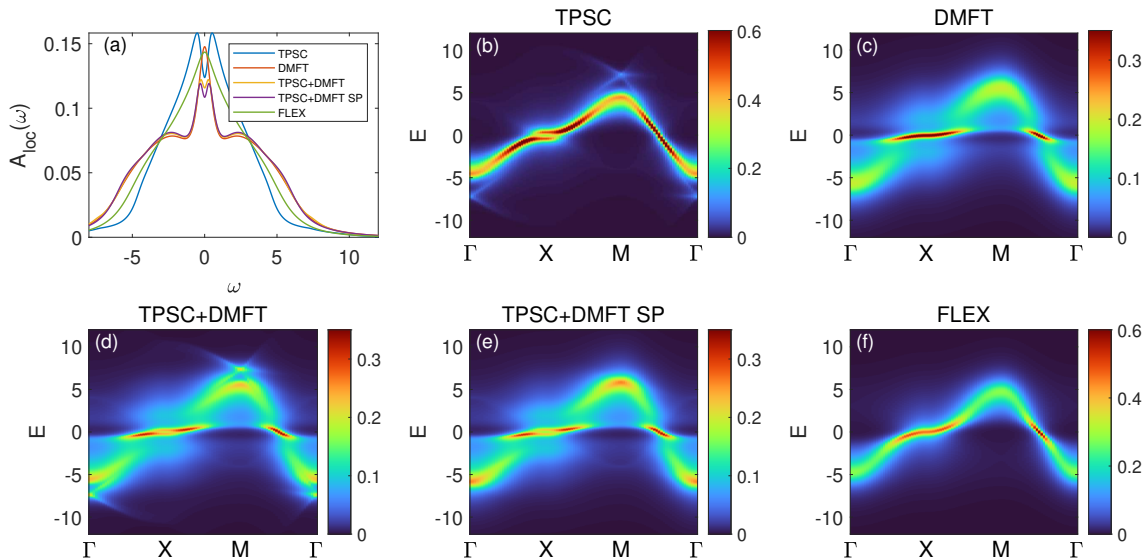 (a)
0.15
0.1
0.05
0
-5
0
5
10
A_loc(ω)
ω
TPSC
DMFT
TPSC+DMFT
TPSC+DMFT SP
FLEX
TPSC
(b)
10
5
0
-5
-10
E
Γ X M Γ
0.6
0.4
0.2
0
DMFT
(c)
10
5
0
-5
-10
E
Γ X M Γ
0.3
0.2
0.1
0
TPSC+DMFT
(d)
10
5
0
-5
-10
E
Γ X M Γ
0.3
0.2
0.1
0
TPSC+DMFT SP
(e)
10
5
0
-5
-10
E
Γ X M Γ
0.3
0.2
0.1
0
FLEX
(f)
10
5
0
-5
-10
E
Γ X M Γ
0.6
0.4
0.2
0